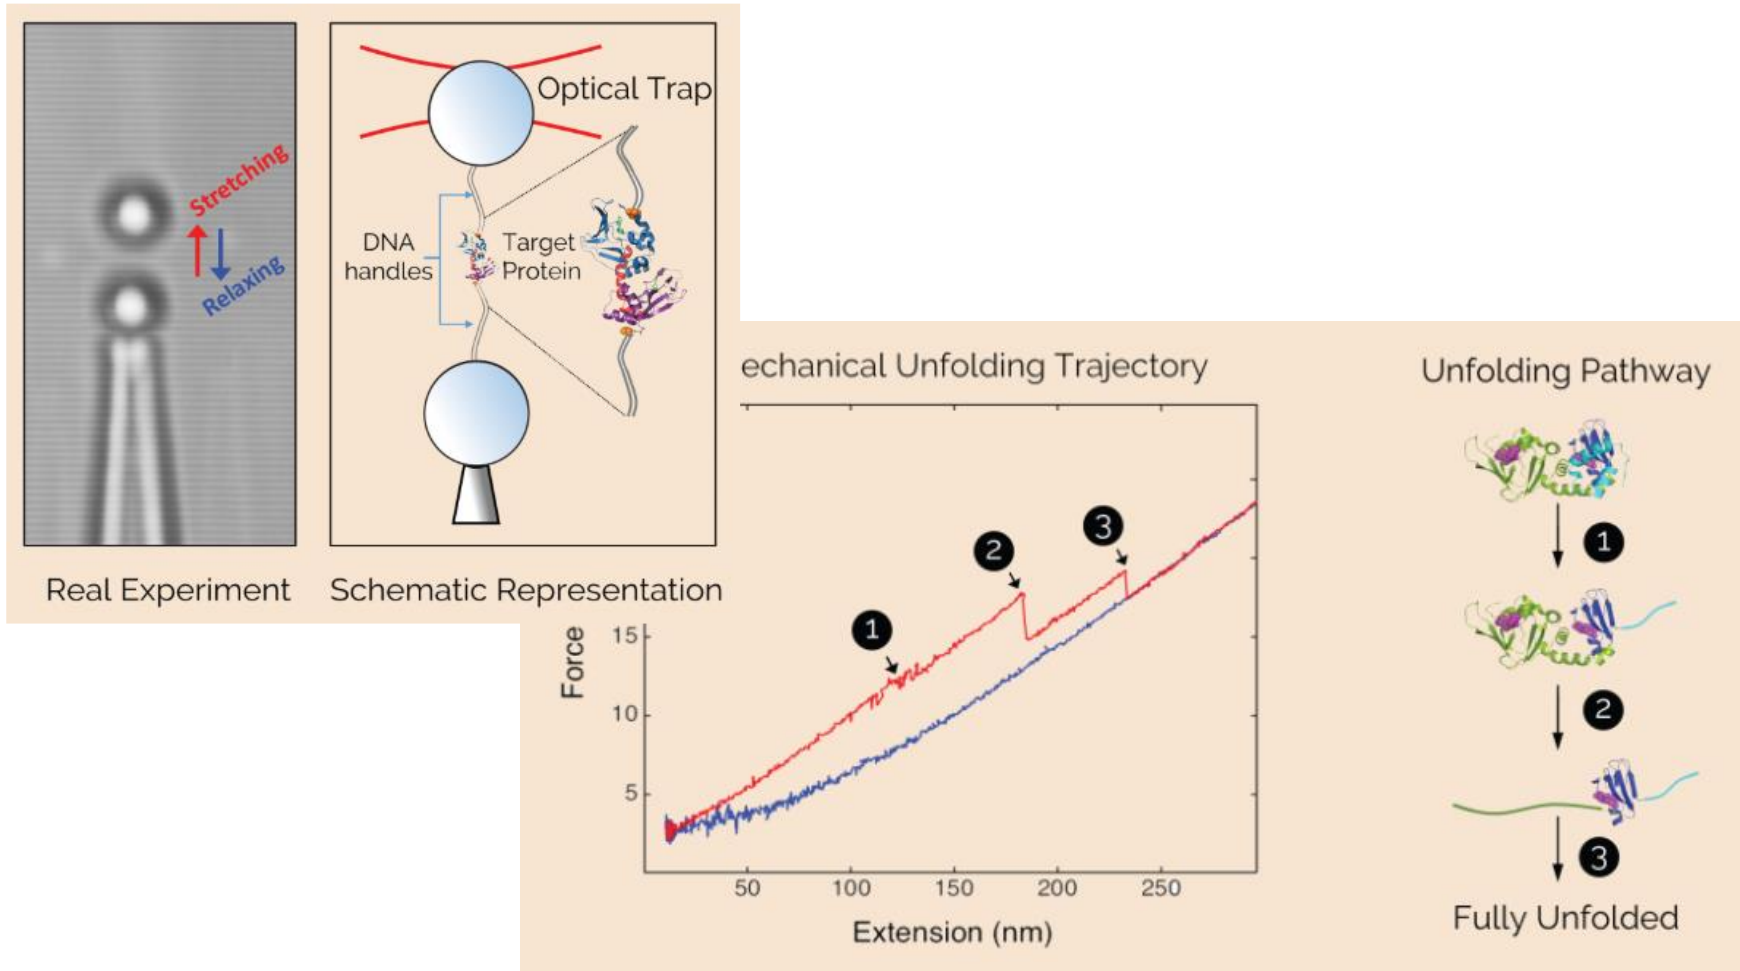 Stretching
Relaxing
Real Experiment
Optical Trap
DNA
handles
Target
Protein
Schematic Representation
echanical Unfolding Trajectory
1
2
3
15
10
5
Force
50
100
150
200
250
Extension (nm)
Unfolding Pathway
1
2
3
Fully Unfolded